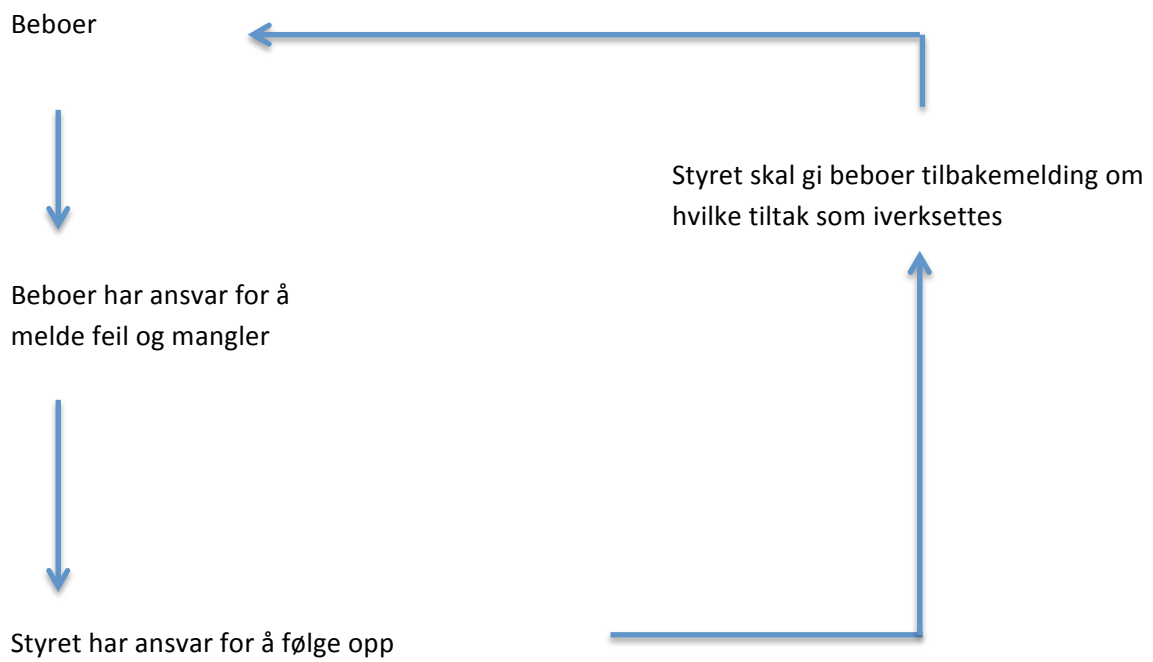 Beboer
Beboer har ansvar for å
melde feil og mangler
Styret har ansvar for å følge opp
Styret skal gi beboer tilbakemelding om
hvilke tiltak som iverksettes